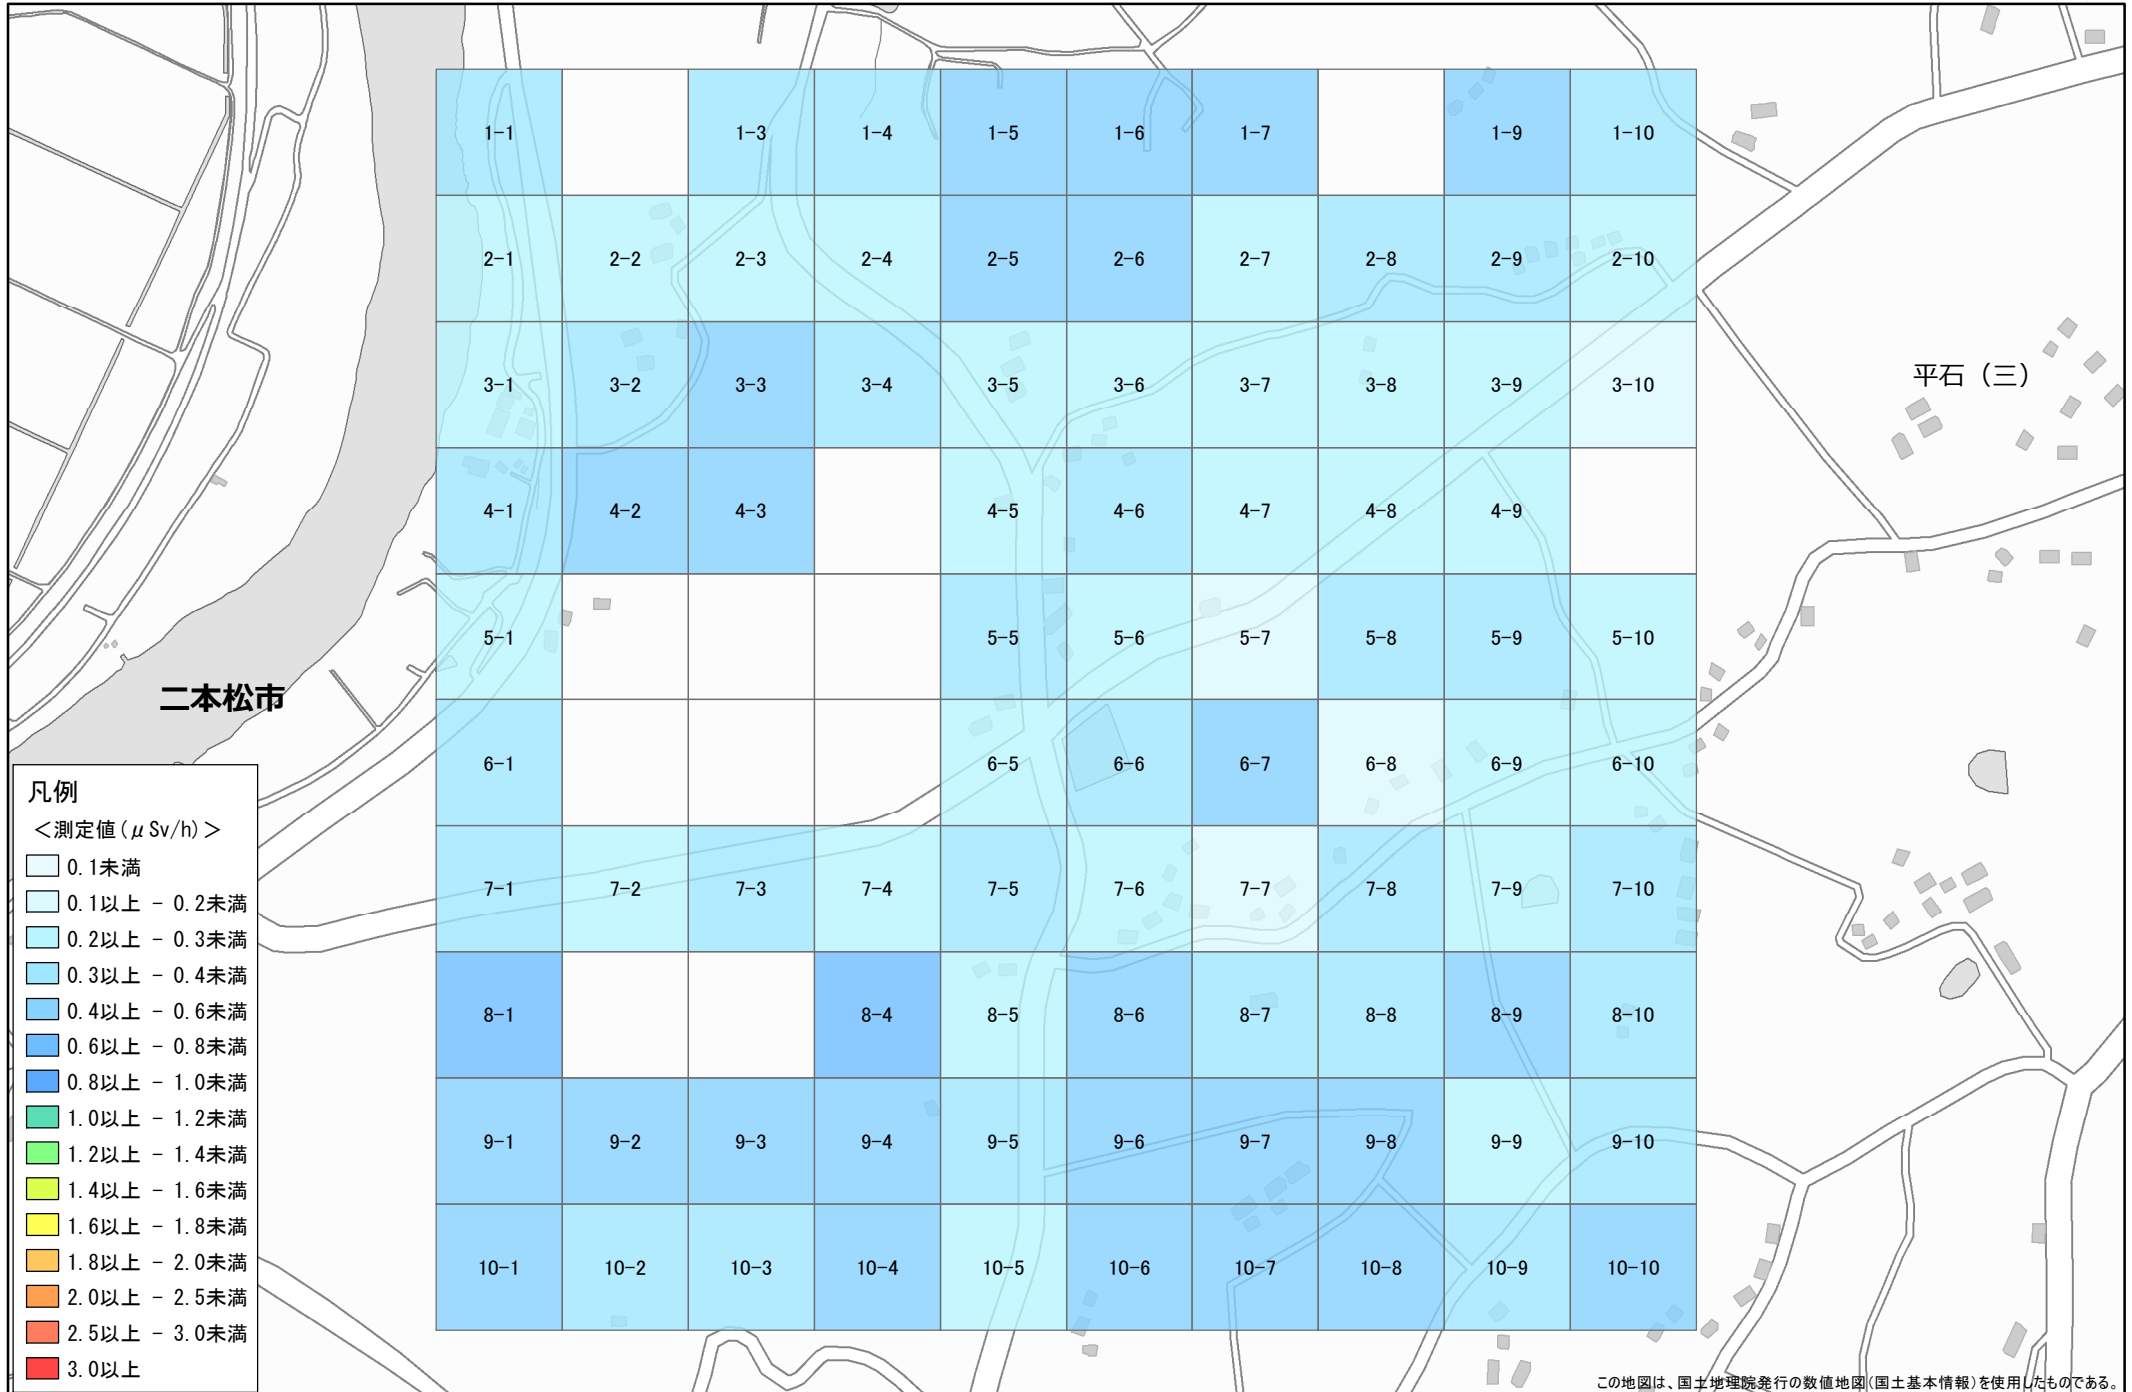 1-1 1-3 1-4 1-5 1-6 1-7 1-9 1-10
2-1 2-2 2-3 2-4 2-5 2-6 2-7 2-8 2-9 2-10
3-1 3-2 3-3 3-4 3-5 3-6 3-7 3-8 3-9 3-10
平石（三）
4-1 4-2 4-3 4-5 4-6 4-7 4-8 4-9
5-1 5-5 5-6 5-7 5-8 5-9 5-10
二本松市
6-1 6-5 6-6 6-7 6-8 6-9 6-10
7-1 7-2 7-3 7-4 7-5 7-6 7-7 7-8 7-9 7-10
8-1 8-4 8-5 8-6 8-7 8-8 8-9 8-10
9-1 9-2 9-3 9-4 9-5 9-6 9-7 9-8 9-9 9-10
10-1 10-2 10-3 10-4 10-5 10-6 10-7 10-8 10-9 10-10
凡例
＜測定値(μSv/h)＞
0.1未満
0.1以上 - 0.2未満
0.2以上 - 0.3未満
0.3以上 - 0.4未満
0.4以上 - 0.6未満
0.6以上 - 0.8未満
0.8以上 - 1.0未満
1.0以上 - 1.2未満
1.2以上 - 1.4未満
1.4以上 - 1.6未満
1.6以上 - 1.8未満
1.8以上 - 2.0未満
2.0以上 - 2.5未満
2.5以上 - 3.0未満
3.0以上
この地図は、国土地理院発行の数値地図(国土基本情報)を使用したものである。